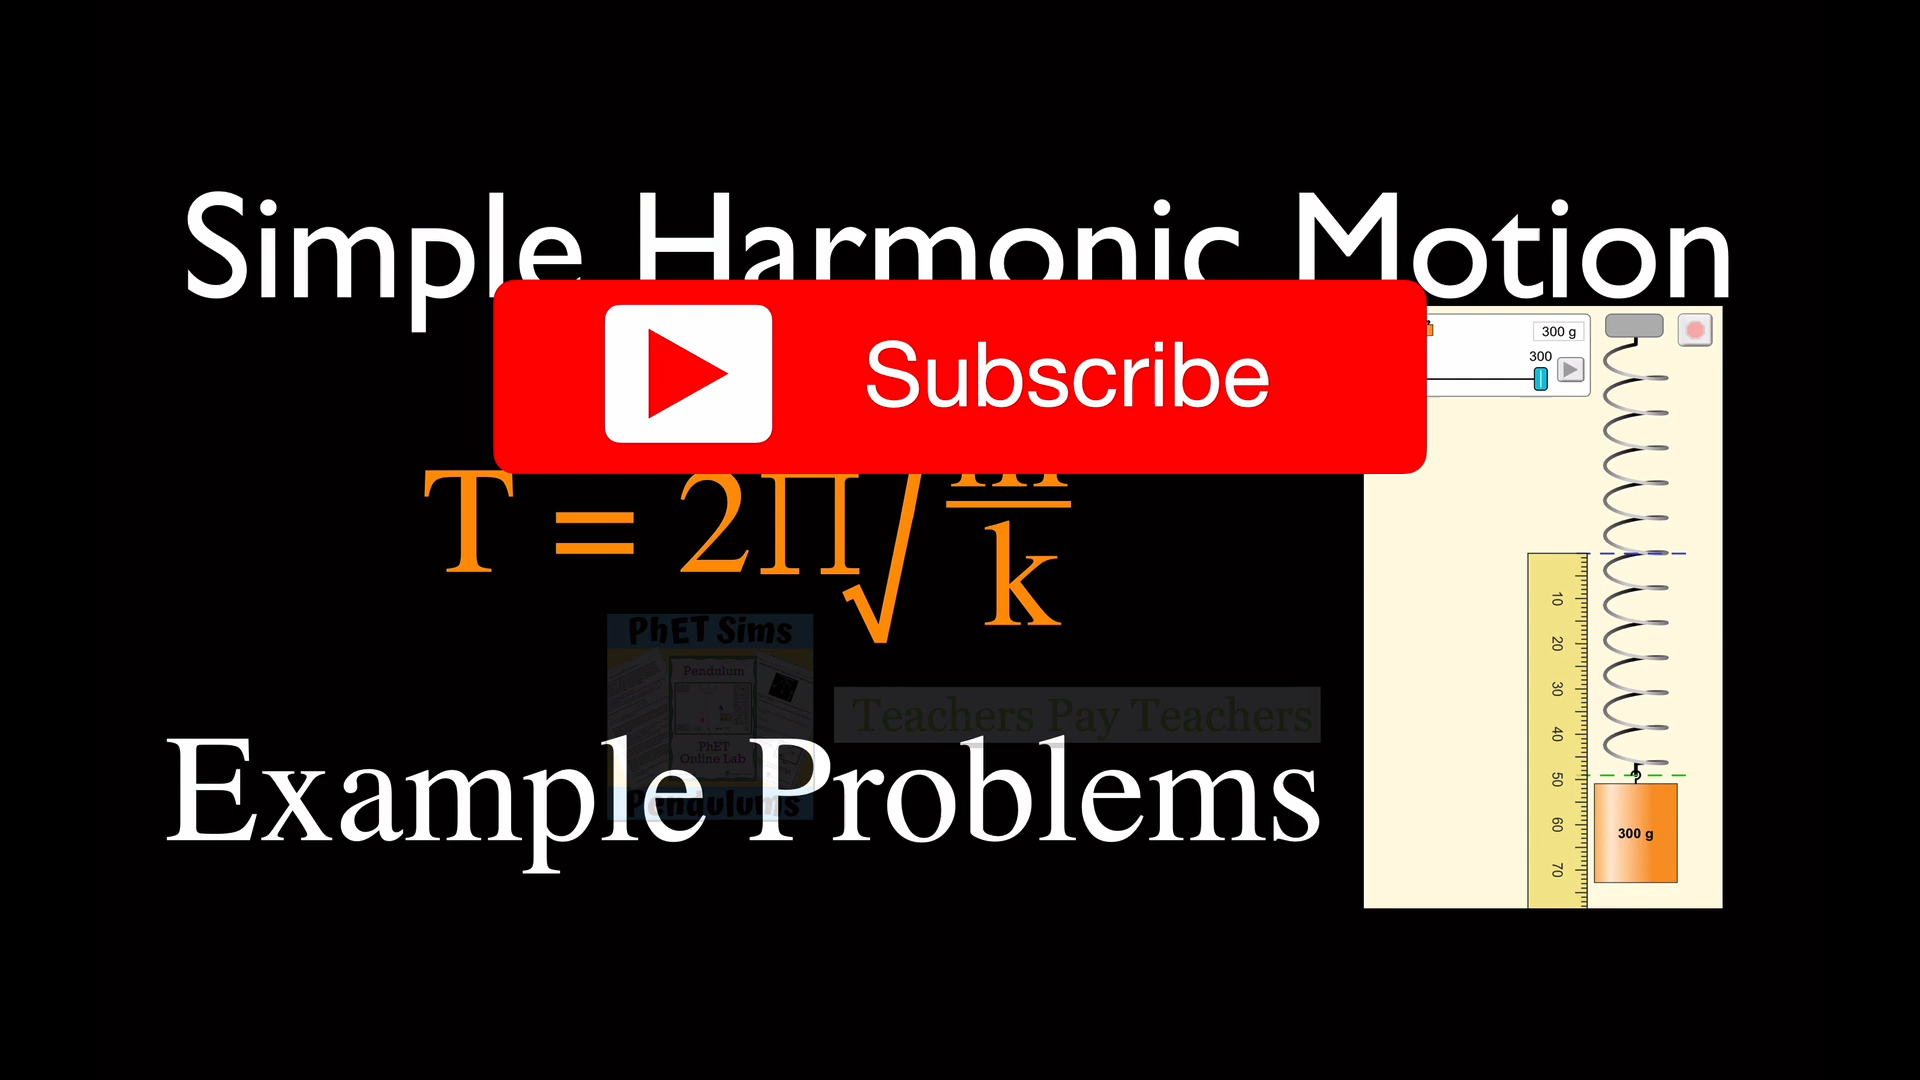 Simple Harmonic Motion
Subscribe
300 g
300
T = 2Π√m/k
PhET Sims
Pendulum
PhET
Online Lab
Pendulums
Teachers Pay Teachers
Example Problems
10
20
30
40
50
60
70
300 g